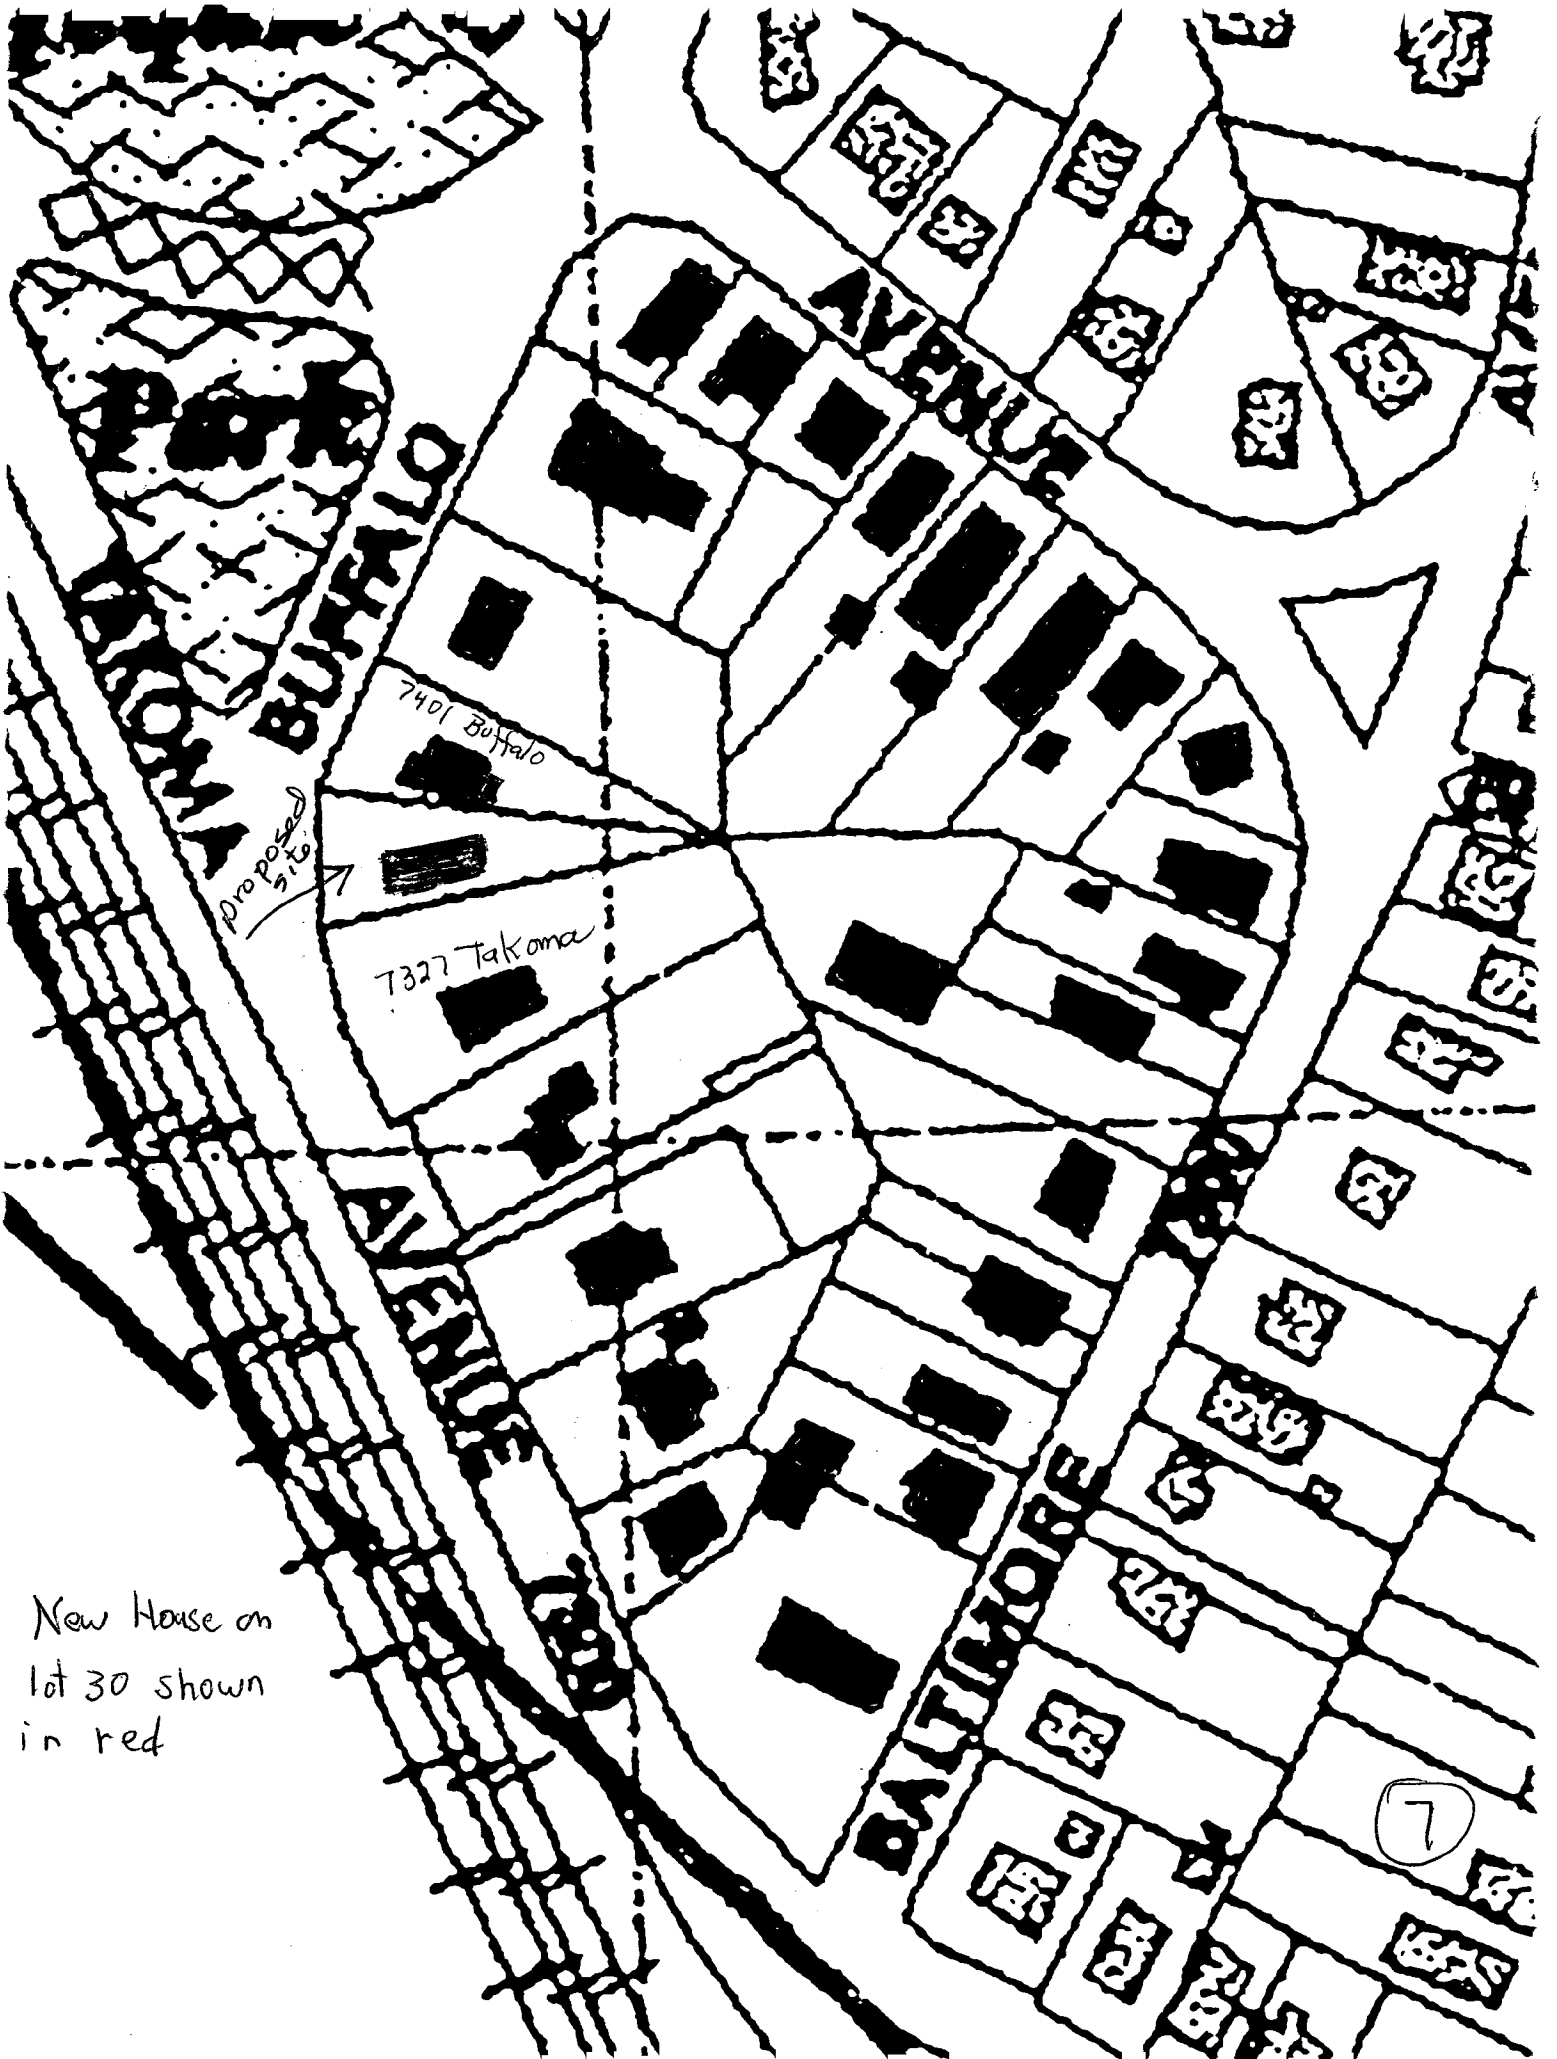 Park
AVENUE
BUFFALO
TAKOMA
7401 Buffalo
proposed
site.
7327 Takoma
AVENUE
BALTIMORE
New House on
lot 30 shown
in red
7